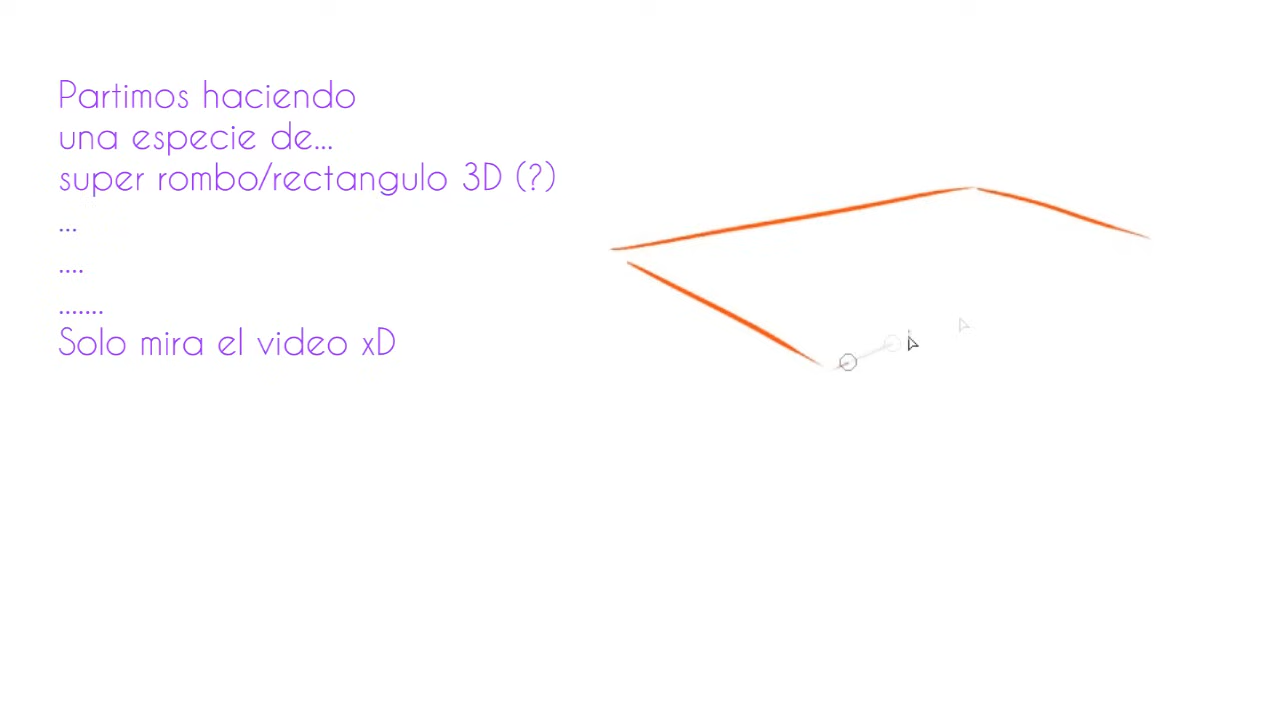 Partimos haciendo
una especie de...
super rombo/rectangulo 3D (?)
...
....
.......
Solo mira el video xD